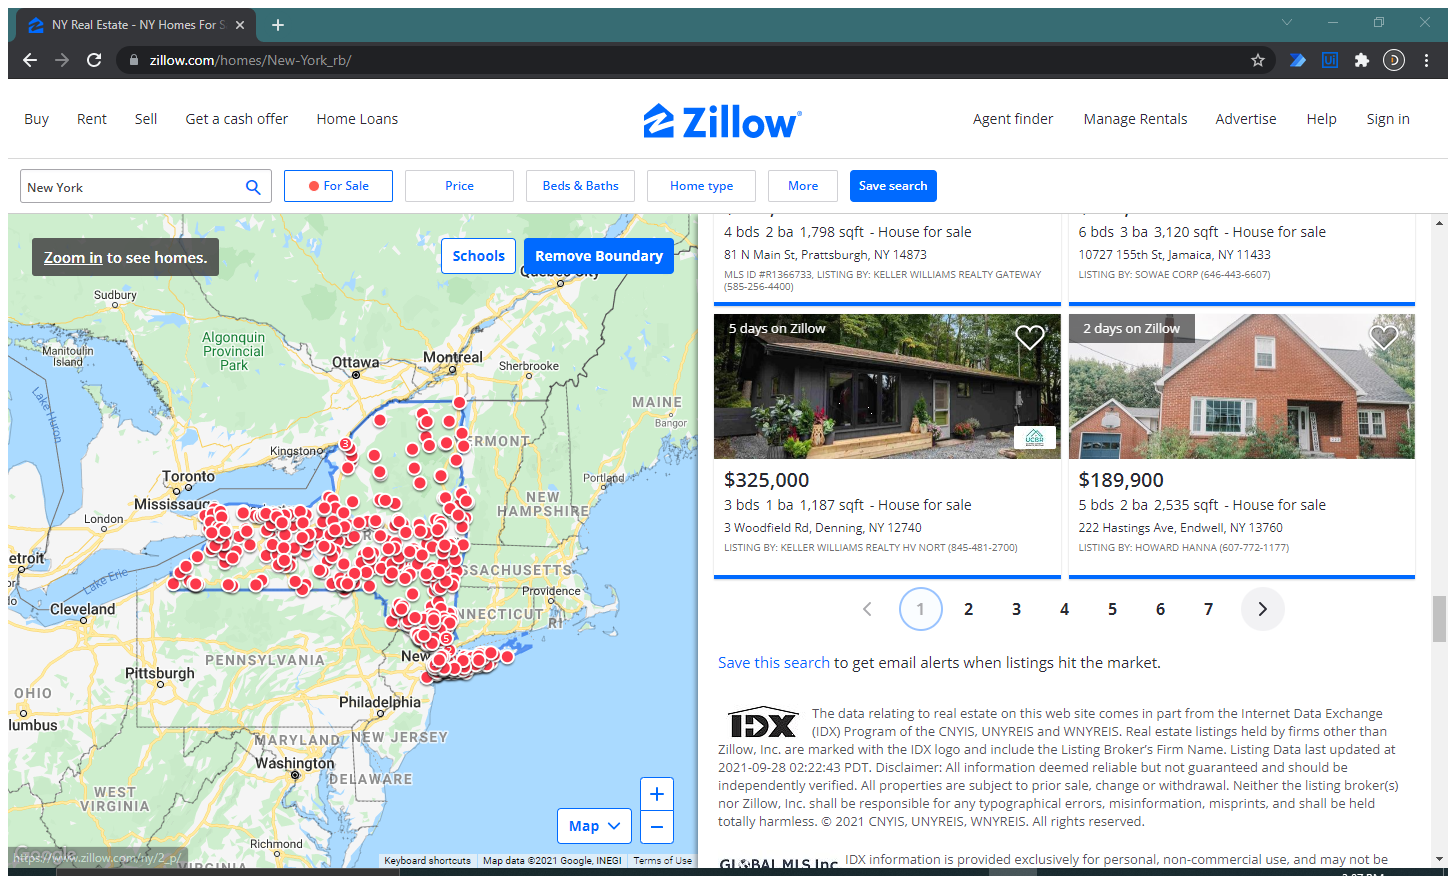 NY Real Estate - NY Homes For S
zillow.com/homes/New-York_rb/
D
Buy Rent Sell Get a cash offer Home Loans
Zillow
Agent finder Manage Rentals Advertise Help Sign in
New York
For Sale
Price
Beds & Baths
Home type
More
Save search
Zoom in to see homes.
Schools
Remove Boundary
Sudbury
Manitoulin
Island
Algonquin
Provincial
Park
Ottawa
Montreal
Sherbrooke
MAINE
Bangor
Lake Huron
Kingston
3
Toronto
Portland
London
NEW
HAMPSHIRE
etroit
Lake Erie
SSACHUSETTS
Cleveland
Providence
NNECTICUT
RI
5
New
PENNSYLVANIA
Pittsburgh
OHIO
lumbus
Philadelphia
MARYLAND
NEW JERSEY
Washington
DELAWARE
WEST
VIRGINIA
Richmond
Map
+
−
Google
https://www.zillow.com/ny/2_p/
Keyboard shortcuts
Map data ©2021 Google, INEGI
Terms of Use
4 bds 2 ba 1,798 sqft - House for sale
81 N Main St, Prattsburgh, NY 14873
MLS ID #R1366733, LISTING BY: KELLER WILLIAMS REALTY GATEWAY
(585-256-4400)
6 bds 3 ba 3,120 sqft - House for sale
10727 155th St, Jamaica, NY 11433
LISTING BY: SOWAE CORP (646-443-6607)
5 days on Zillow
UCBR
$325,000
3 bds 1 ba 1,187 sqft - House for sale
3 Woodfield Rd, Denning, NY 12740
LISTING BY: KELLER WILLIAMS REALTY HV NORT (845-481-2700)
2 days on Zillow
$189,900
5 bds 2 ba 2,535 sqft - House for sale
222 Hastings Ave, Endwell, NY 13760
LISTING BY: HOWARD HANNA (607-772-1177)
1 2 3 4 5 6 7
Save this search to get email alerts when listings hit the market.
IDX
The data relating to real estate on this web site comes in part from the Internet Data Exchange
(IDX) Program of the CNYIS, UNYREIS and WNYREIS. Real estate listings held by firms other than
Zillow, Inc. are marked with the IDX logo and include the Listing Broker's Firm Name. Listing Data last updated at
2021-09-28 02:22:43 PDT. Disclaimer: All information deemed reliable but not guaranteed and should be
independently verified. All properties are subject to prior sale, change or withdrawal. Neither the listing broker(s)
nor Zillow, Inc. shall be responsible for any typographical errors, misinformation, misprints, and shall be held
totally harmless. © 2021 CNYIS, UNYREIS, WNYREIS. All rights reserved.
GLOBAL MLS Inc
IDX information is provided exclusively for personal, non-commercial use, and may not be